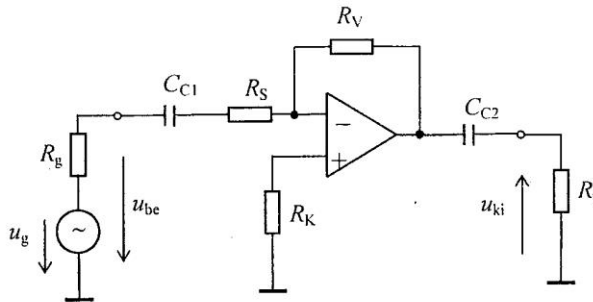 R_V
C_C1
R_S
C_C2
−
+
R_g
u_be
R_K
u_ki
R
u_g
~